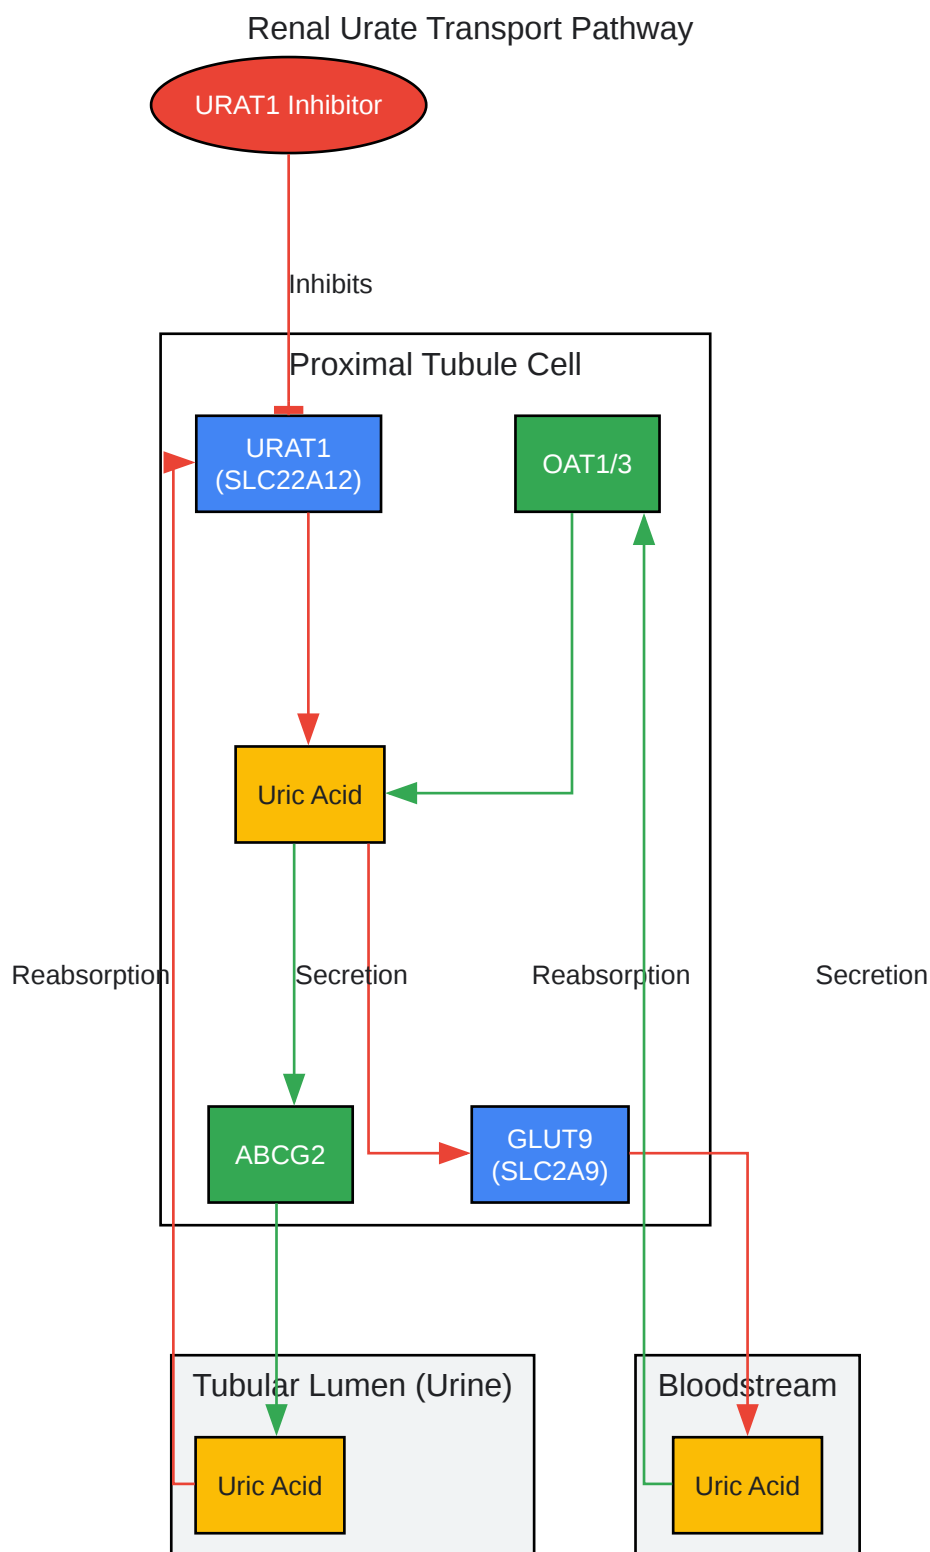 Renal Urate Transport Pathway
URAT1 Inhibitor
Inhibits
Proximal Tubule Cell
URAT1
(SLC22A12)
OAT1/3
Uric Acid
Reabsorption
Secretion
Reabsorption
Secretion
ABCG2
GLUT9
(SLC2A9)
Tubular Lumen (Urine)
Bloodstream
Uric Acid
Uric Acid